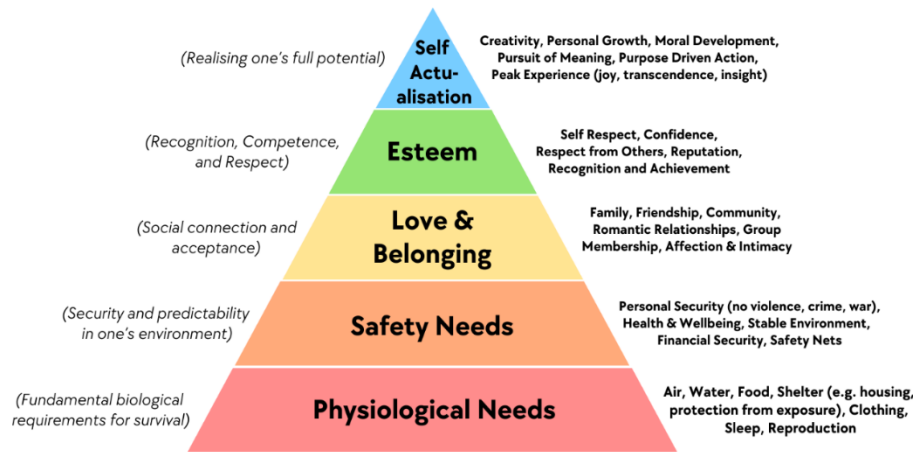 (Realising one's full potential)
Self
Actu-
alisation
Creativity, Personal Growth, Moral Development,
Pursuit of Meaning, Purpose Driven Action,
Peak Experience (joy, transcendence, insight)
(Recognition, Competence,
and Respect)
Esteem
Self Respect, Confidence,
Respect from Others, Reputation,
Recognition and Achievement
(Social connection and
acceptance)
Love &
Belonging
Family, Friendship, Community,
Romantic Relationships, Group
Membership, Affection & Intimacy
(Security and predictability
in one's environment)
Safety Needs
Personal Security (no violence, crime, war),
Health & Wellbeing, Stable Environment,
Financial Security, Safety Nets
(Fundamental biological
requirements for survival)
Physiological Needs
Air, Water, Food, Shelter (e.g. housing,
protection from exposure), Clothing,
Sleep, Reproduction